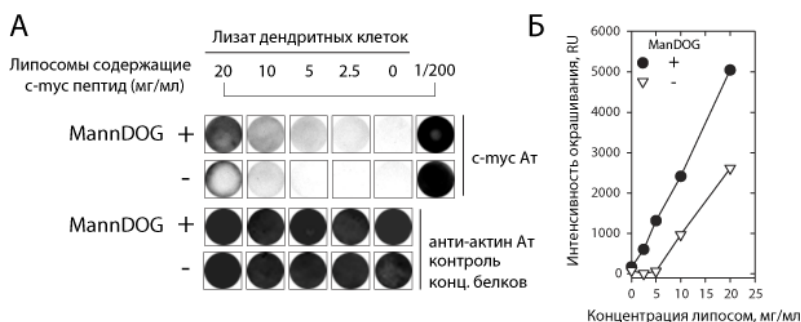 А
Лизат дендритных клеток
Липосомы содержащие
c-myc пептид (мг/мл)
20 10 5 2.5 0 1/200
MannDOG +
-
c-myc Ат
MannDOG +
-
анти-актин Ат
контроль
конц. белков
Б
Интенсивность окрашивания, RU
6000
5000
4000
3000
2000
1000
0
ManDOG
+
-
0 5 10 15 20 25
Концентрация липосом, мг/мл